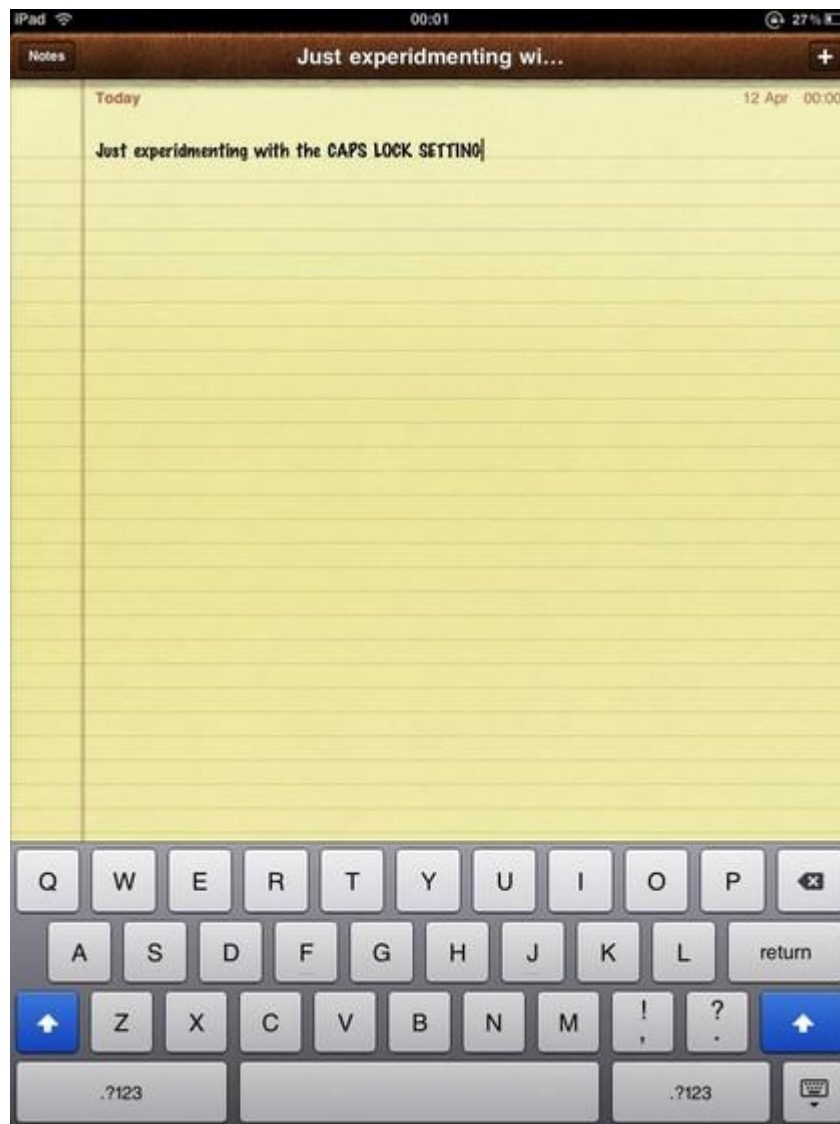 iPad 00:01 27%
Notes Just experidmenting wi... +
Today 12 Apr 00:00
Just experidmenting with the CAPS LOCK SETTING
Q W E R T Y U I O P
A S D F G H J K L return
Z X C V B N M ! , ? .
.?123 .?123